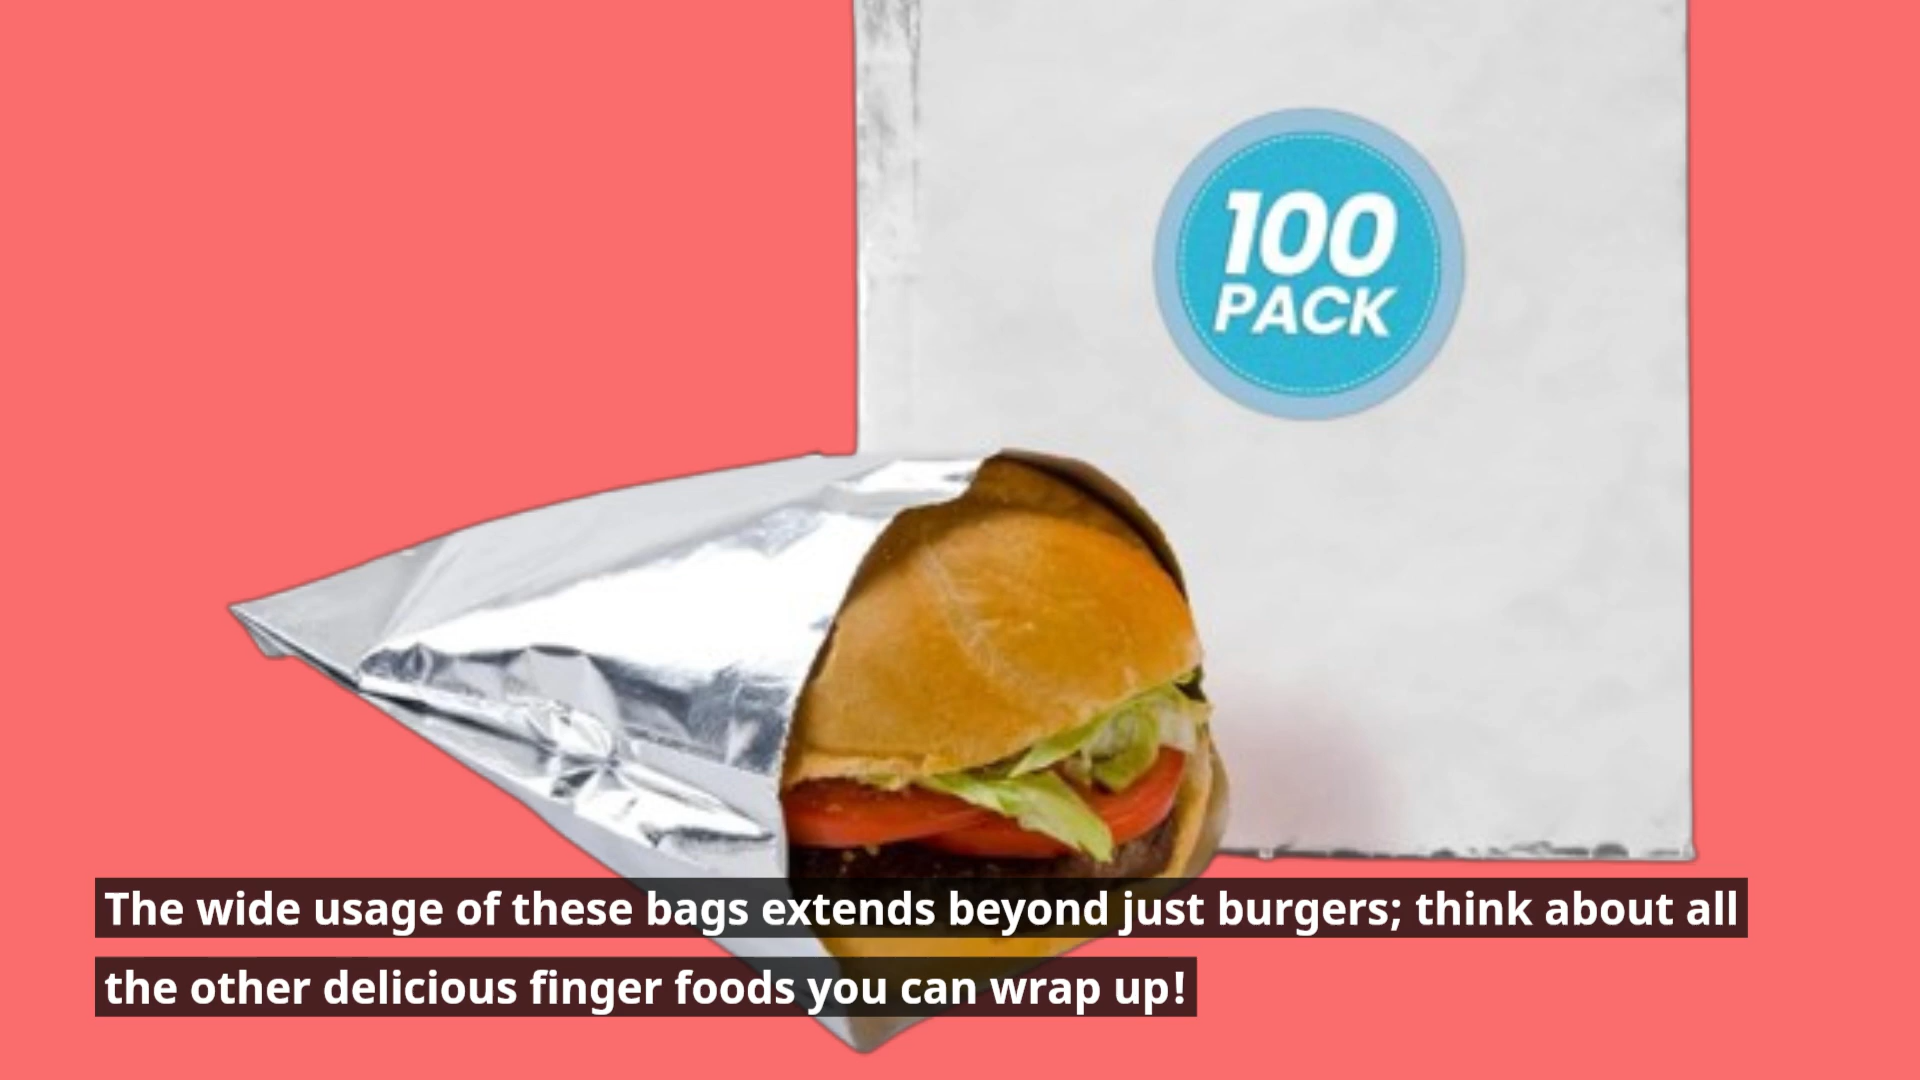 100
PACK
The wide usage of these bags extends beyond just burgers; think about all
the other delicious finger foods you can wrap up!